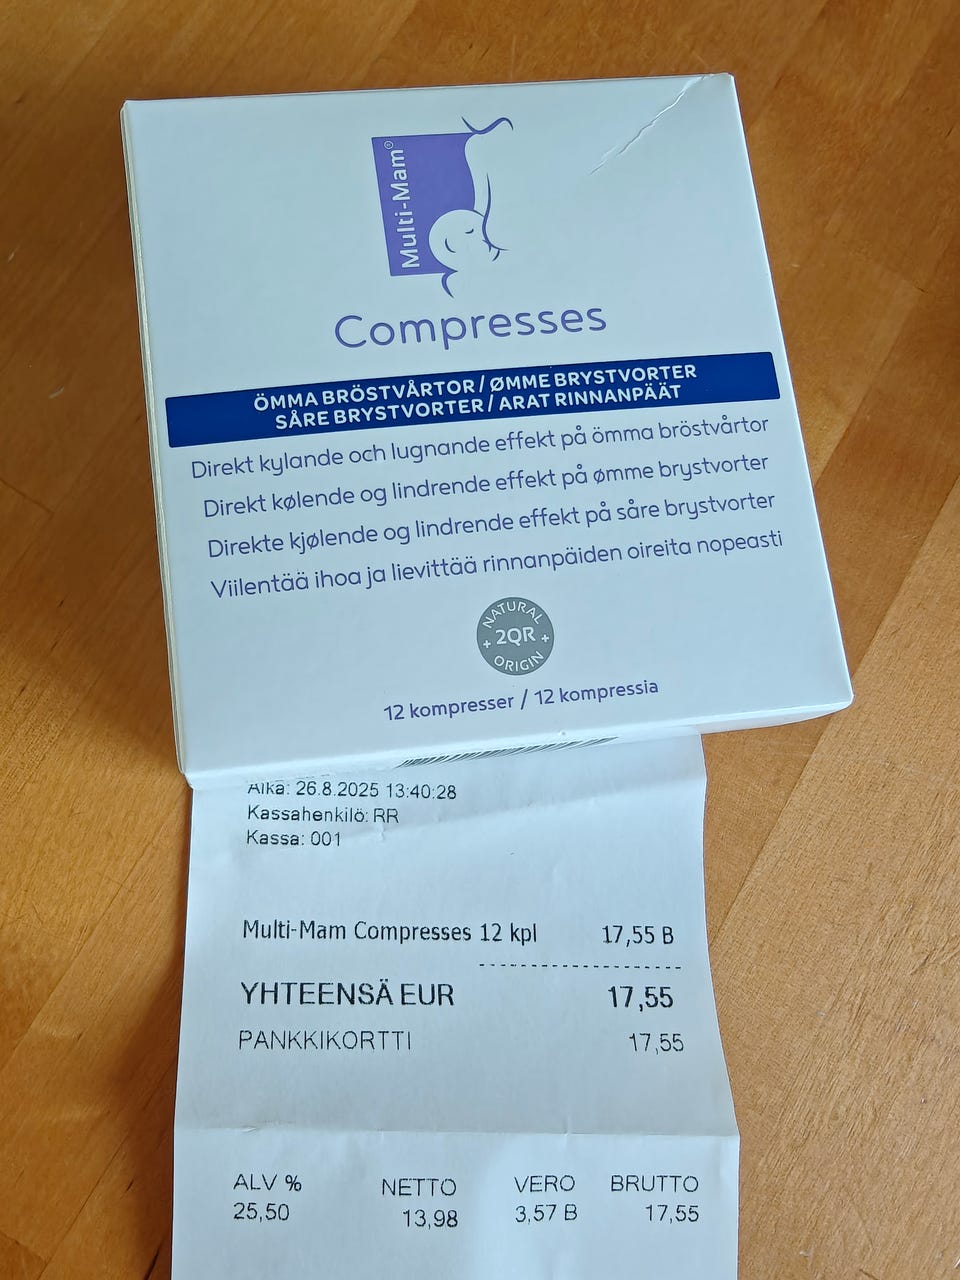 Multi-Mam®
Compresses
ÖMMA BRÖSTVÅRTOR / ØMME BRYSTVORTER
SÅRE BRYSTVORTER / ARAT RINNANPÄÄT
Direkt kylande och lugnande effekt på ömma bröstvårtor
Direkt kølende og lindrende effekt på ømme brystvorter
Direkte kjølende og lindrende effekt på såre brystvorter
Viilentää ihoa ja lievittää rinnanpäiden oireita nopeasti
NATURAL
+ 2QR +
ORIGIN
12 kompresser / 12 kompressia
Aika: 26.8.2025 13:40:28
Kassahenkilö: RR
Kassa: 001
Multi-Mam Compresses 12 kpl 17,55 B
YHTEENSÄ EUR 17,55
PANKKIKORTTI 17,55
ALV % NETTO VERO BRUTTO
25,50 13,98 3,57 B 17,55